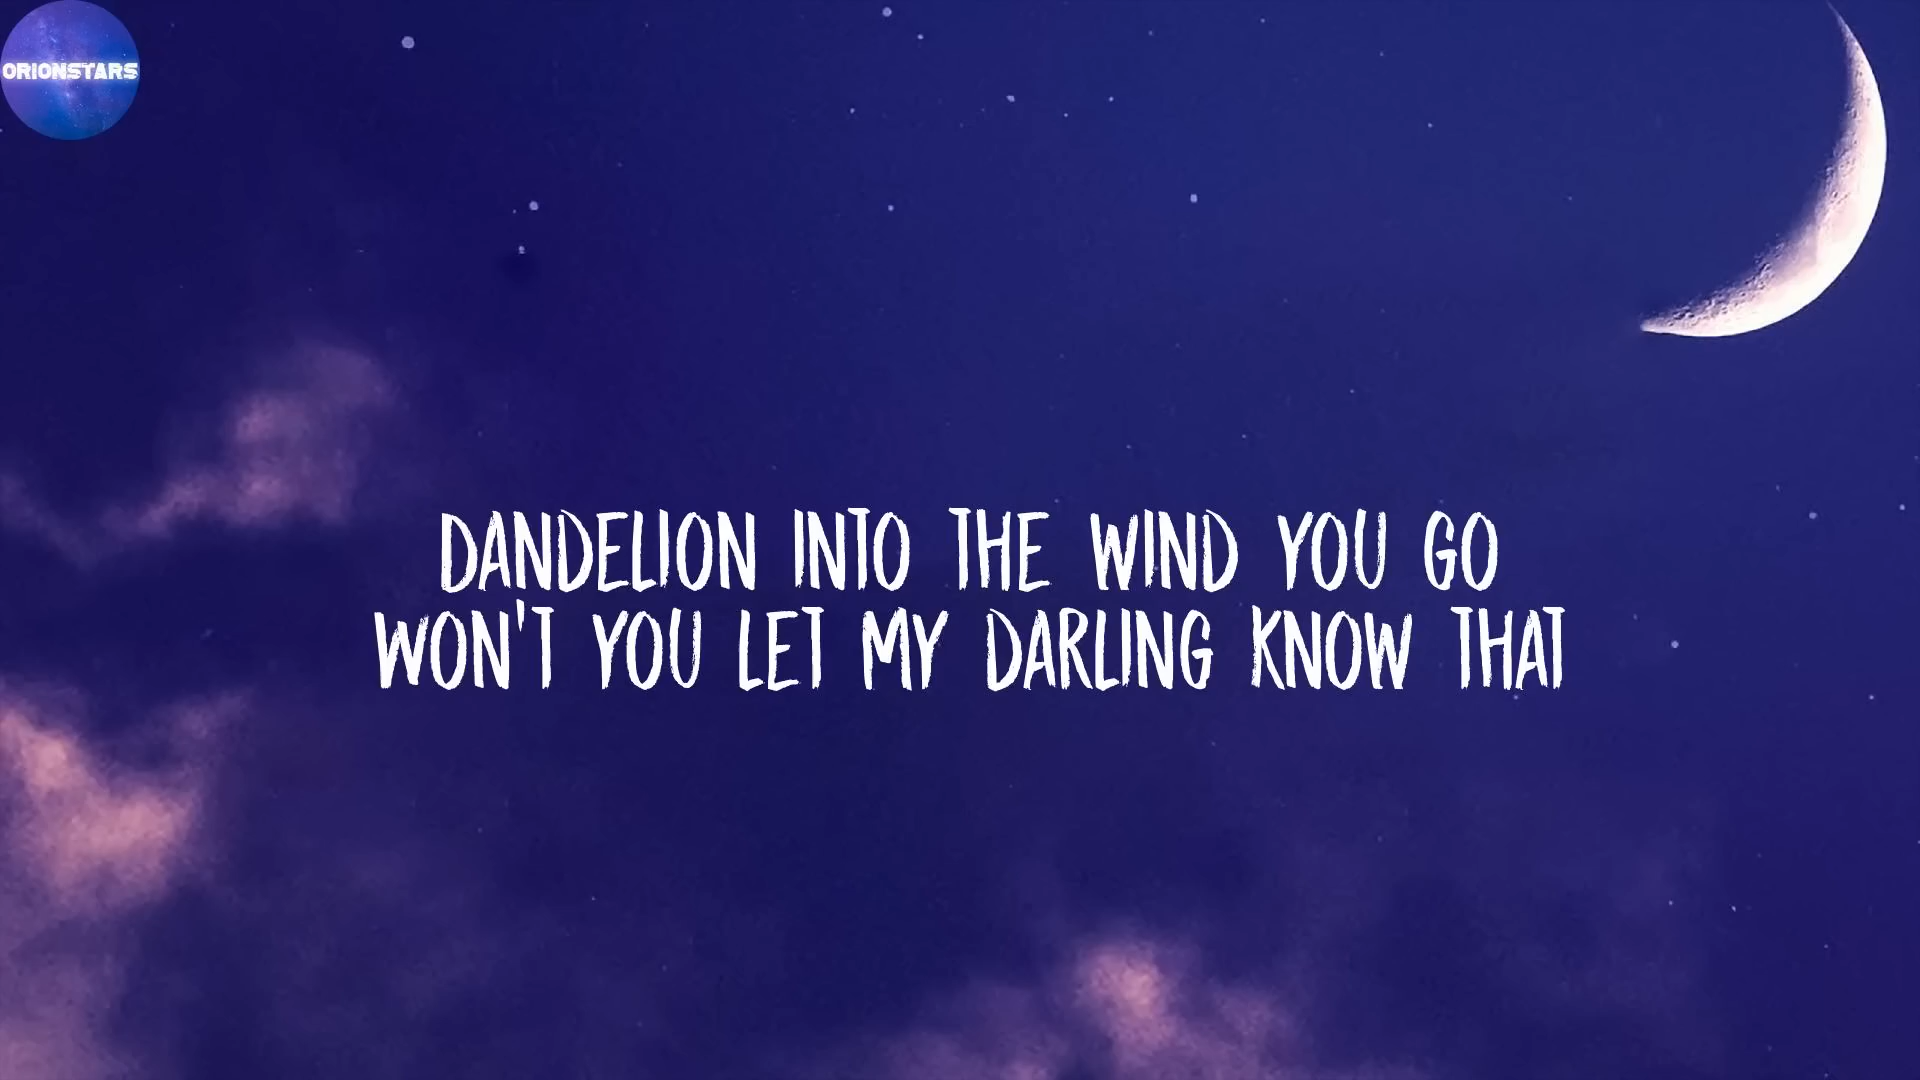 ORIONSTARS
DANDELION INTO THE WIND YOU GO
WON'T YOU LET MY DARLING KNOW THAT